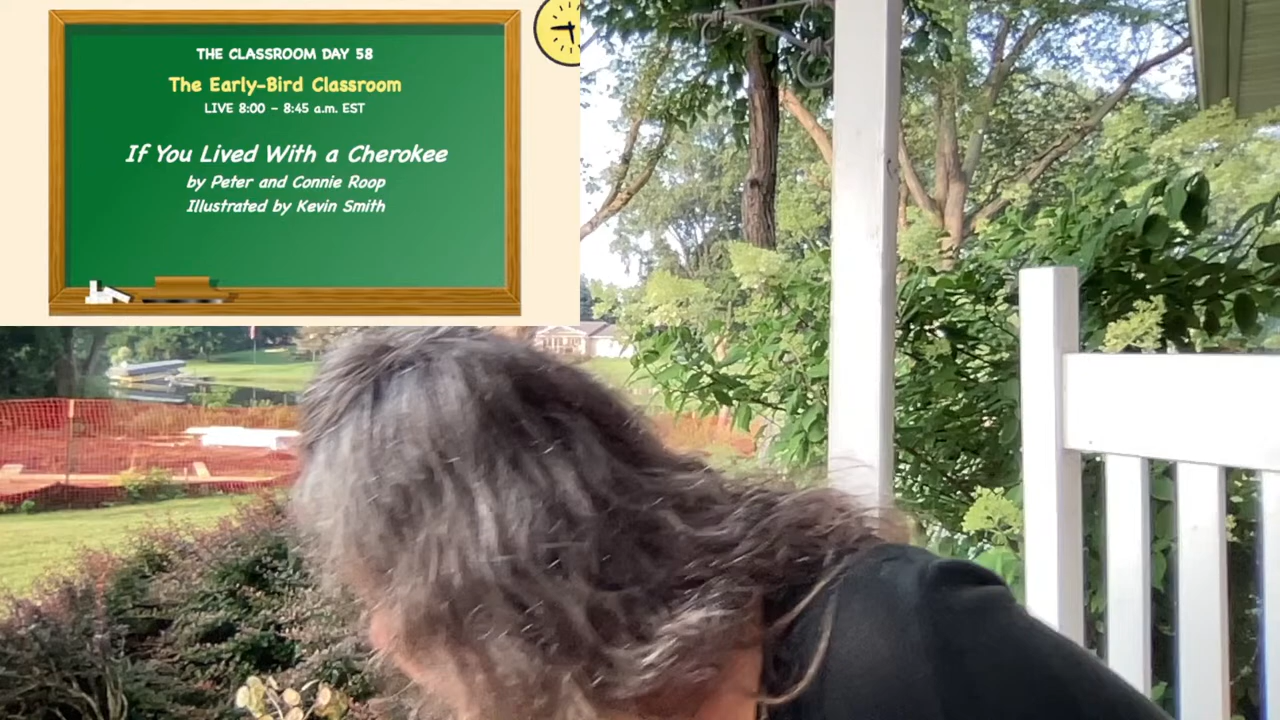 THE CLASSROOM DAY 58
The Early-Bird Classroom
LIVE 8:00 - 8:45 a.m. EST
If You Lived With a Cherokee
by Peter and Connie Roop
Illustrated by Kevin Smith